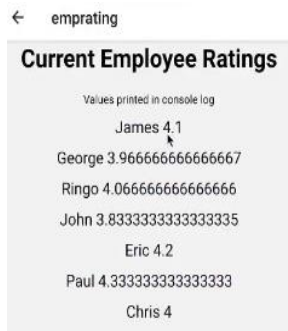 emprating
Current Employee Ratings
Values printed in console log
James 4.1
George 3.966666666666667
Ringo 4.066666666666666
John 3.8333333333333335
Eric 4.2
Paul 4.333333333333333
Chris 4